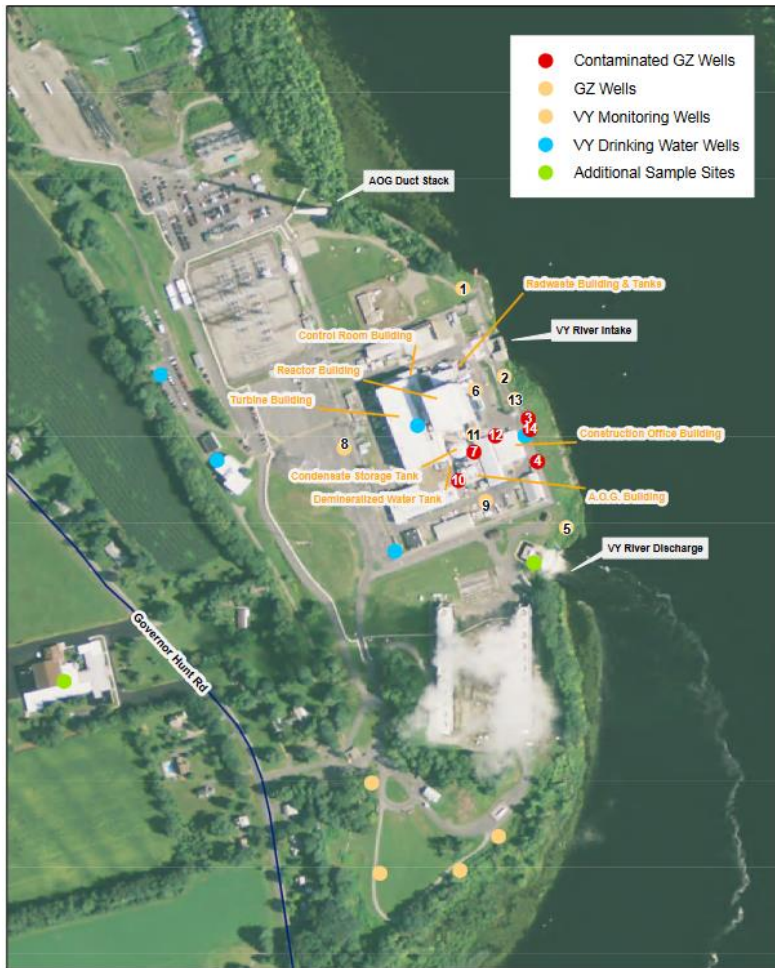 Contaminated GZ Wells
GZ Wells
VY Monitoring Wells
VY Drinking Water Wells
Additional Sample Sites
AOG Duct Stack
1
Radwaste Building & Tanks
Control Room Building
VY River Intake
Reactor Building
2
6
Turbine Building
13
3
14
11
12
8
Construction Office Building
7
4
Condensate Storage Tank
10
Demineralized Water Tank
A.O.G. Building
9
5
VY River Discharge
Governor Hunt Rd